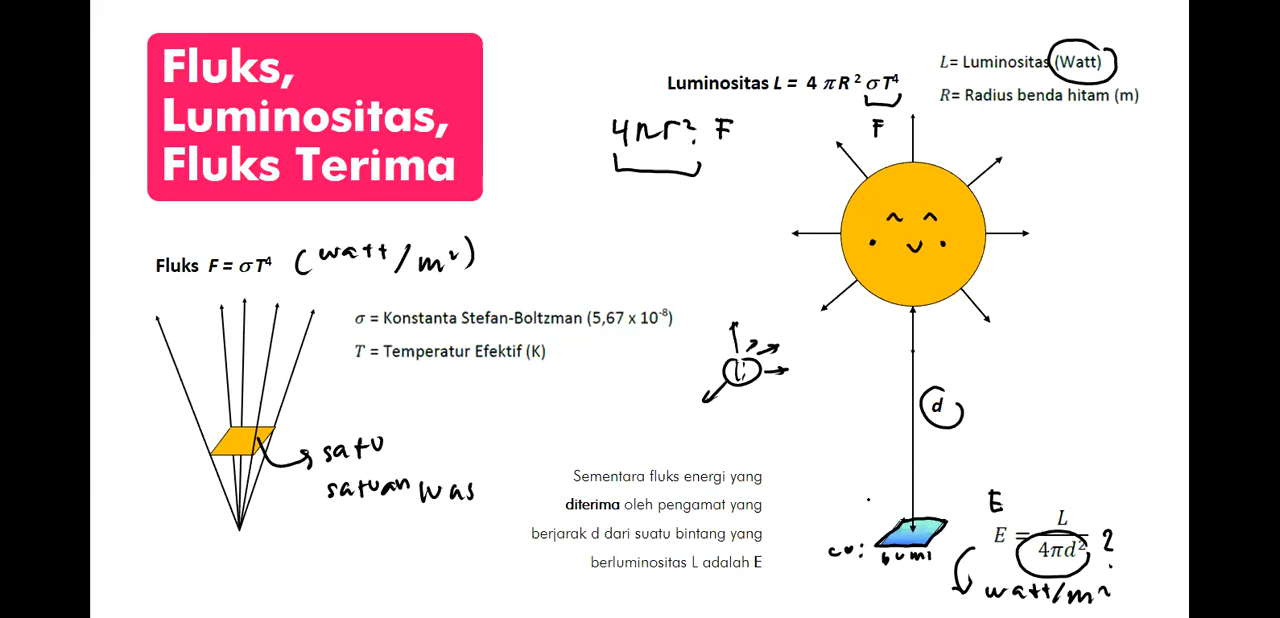 Fluks,
Luminositas,
Fluks Terima
Luminositas L = 4 πR² σT⁴
F
L= Luminositas (Watt)
R= Radius benda hitam (m)
4πr² F
Fluks F = σT⁴ (watt/m²)
σ = Konstanta Stefan-Boltzman (5,67 x 10⁻⁸)
T = Temperatur Efektif (K)
satu
satuan
d
Sementara fluks energi yang
diterima oleh pengamat yang
berjarak d dari suatu bintang yang
berluminositas L adalah E
bumi
E
E = L / 4πd² ?
watt/m²